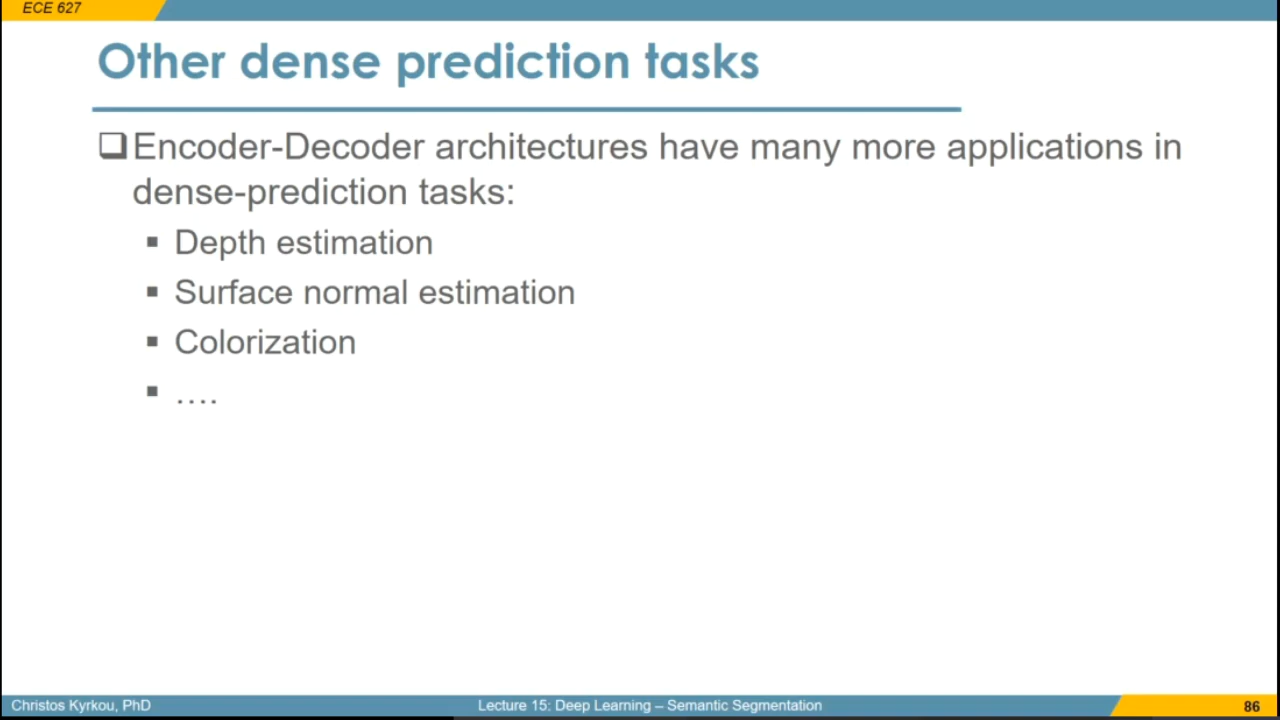 ECE 627
Other dense prediction tasks
❑Encoder-Decoder architectures have many more applications in
dense-prediction tasks:
▪ Depth estimation
▪ Surface normal estimation
▪ Colorization
▪ ....
Christos Kyrkou, PhD
Lecture 15: Deep Learning – Semantic Segmentation
86